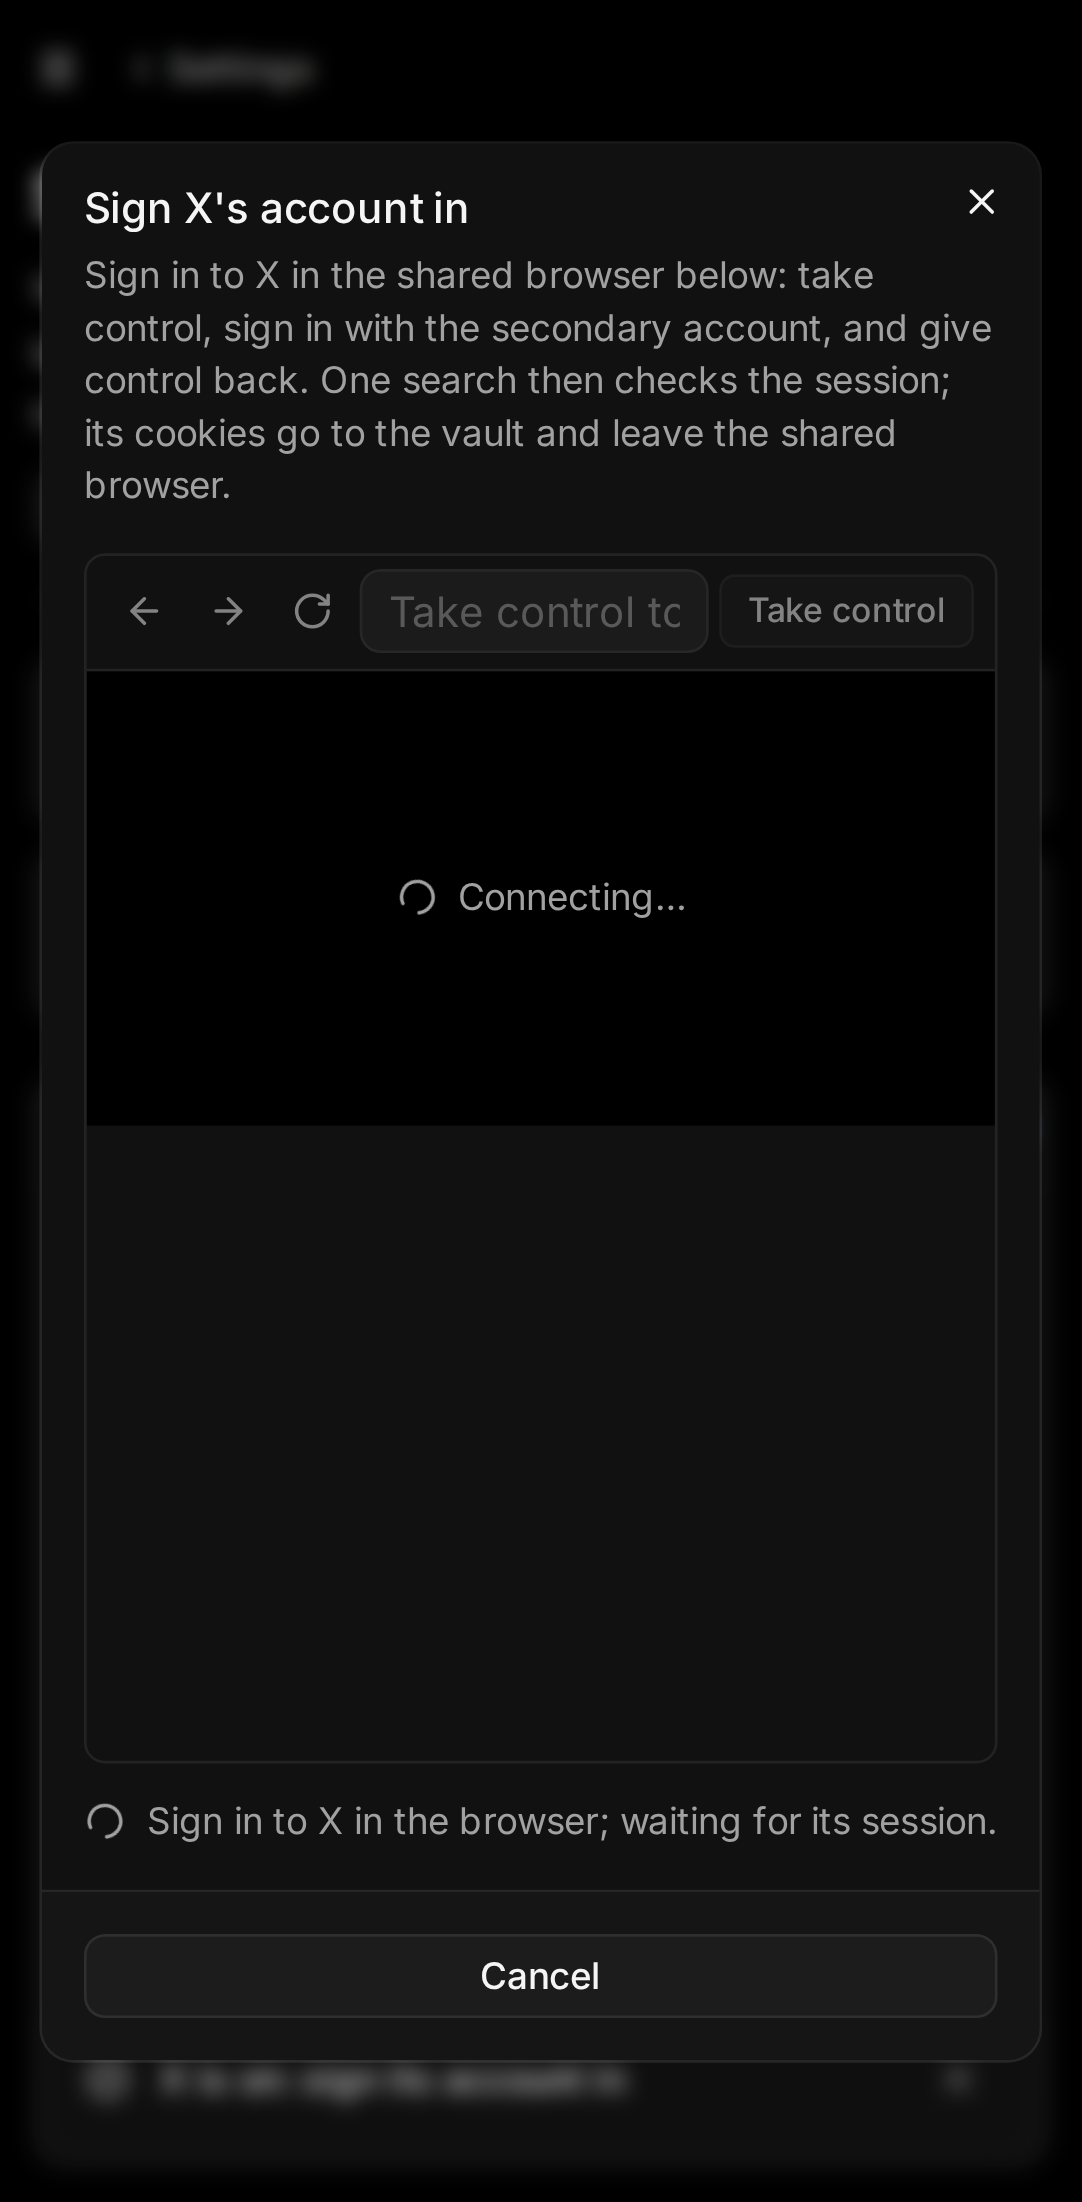 Settings
Sign X's account in
Sign in to X in the shared browser below: take
control, sign in with the secondary account, and give
control back. One search then checks the session;
its cookies go to the vault and leave the shared
browser.
Take control to
Take control
Connecting...
Sign in to X in the browser; waiting for its session.
Cancel